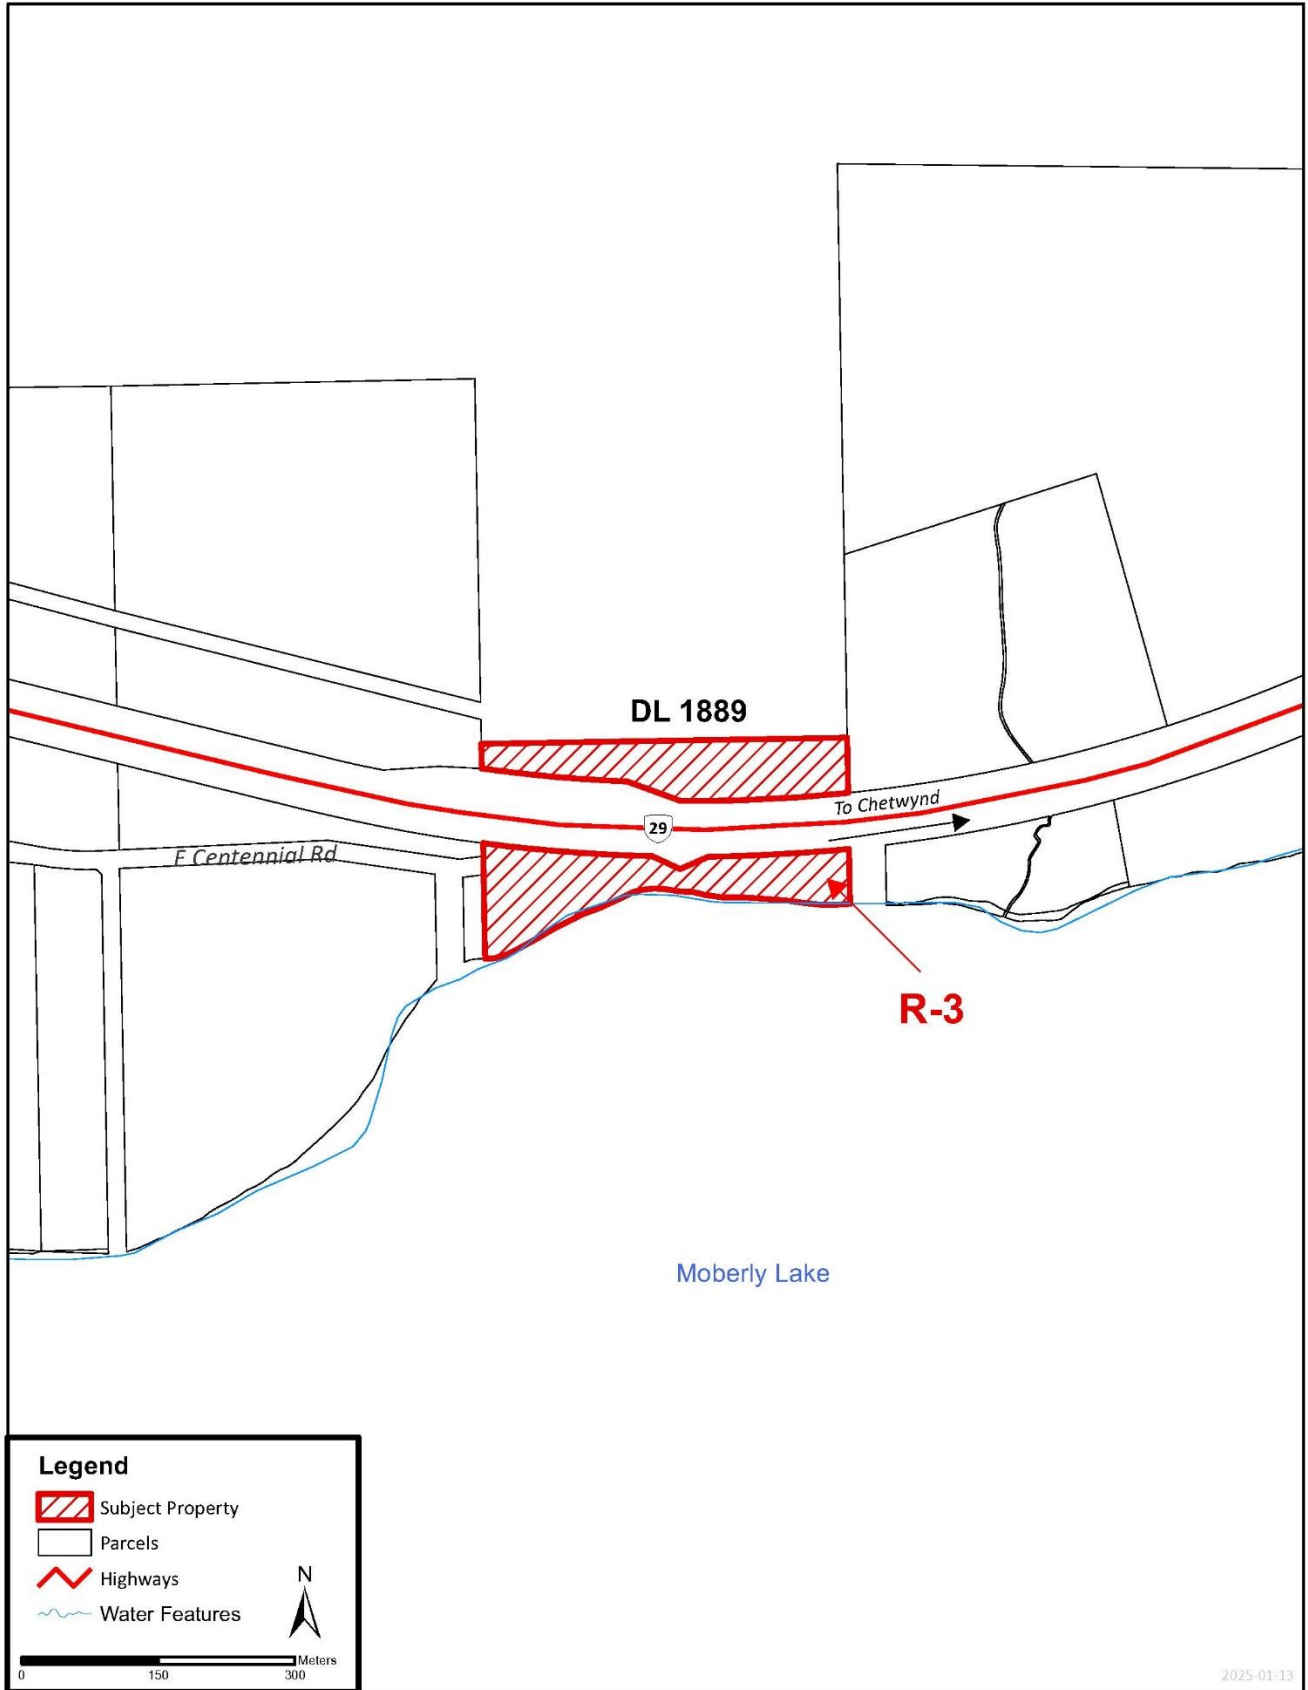 DL 1889
To Chetwynd
29
F Centennial Rd
R-3
Moberly Lake
Legend
Subject Property
Parcels
Highways
Water Features
N
Meters
0 150 300
2025-01-13